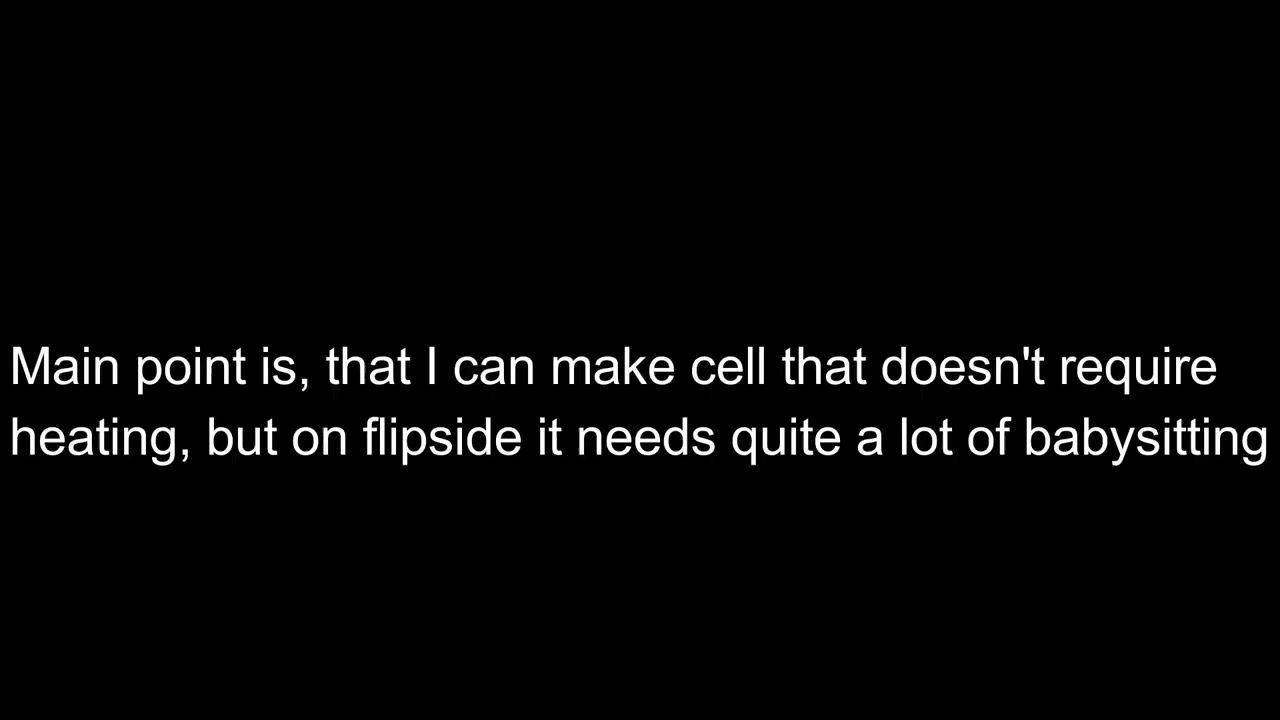 Main point is, that I can make cell that doesn't require
heating, but on flipside it needs quite a lot of babysitting